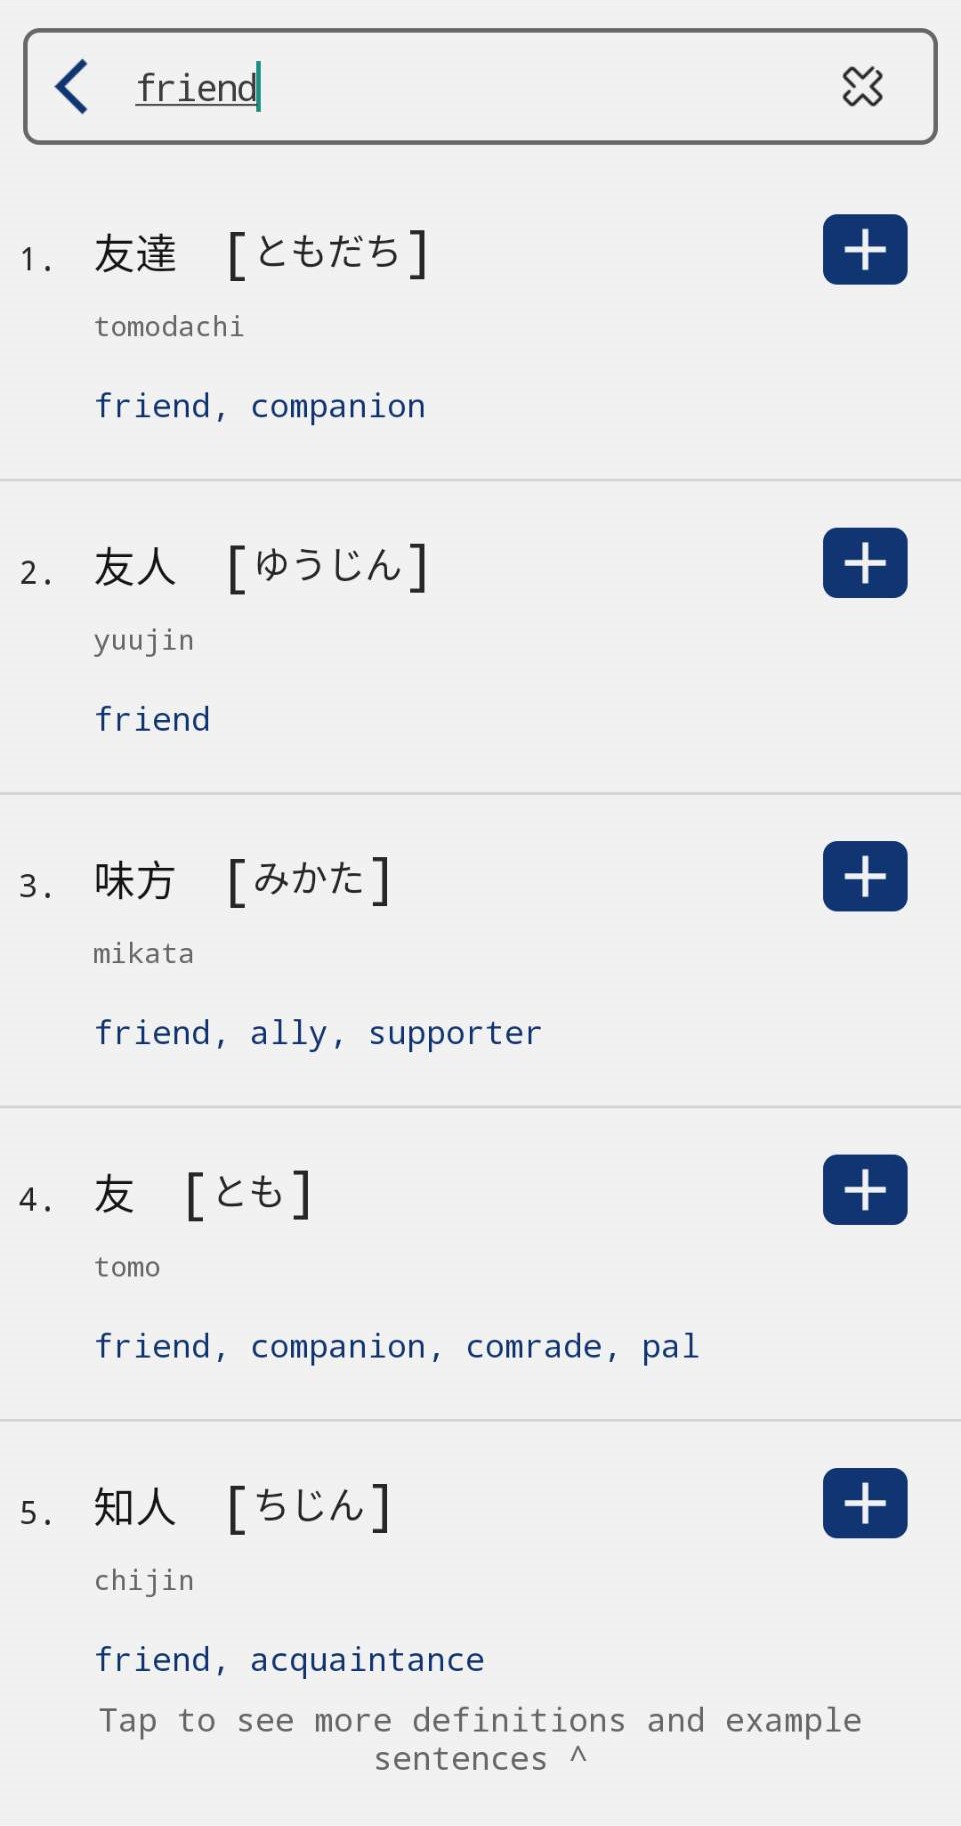 friend
1. 友達 [ともだち]
tomodachi
friend, companion
2. 友人 [ゆうじん]
yuujin
friend
3. 味方 [みかた]
mikata
friend, ally, supporter
4. 友 [とも]
tomo
friend, companion, comrade, pal
5. 知人 [ちじん]
chijin
friend, acquaintance
Tap to see more definitions and example
sentences ^